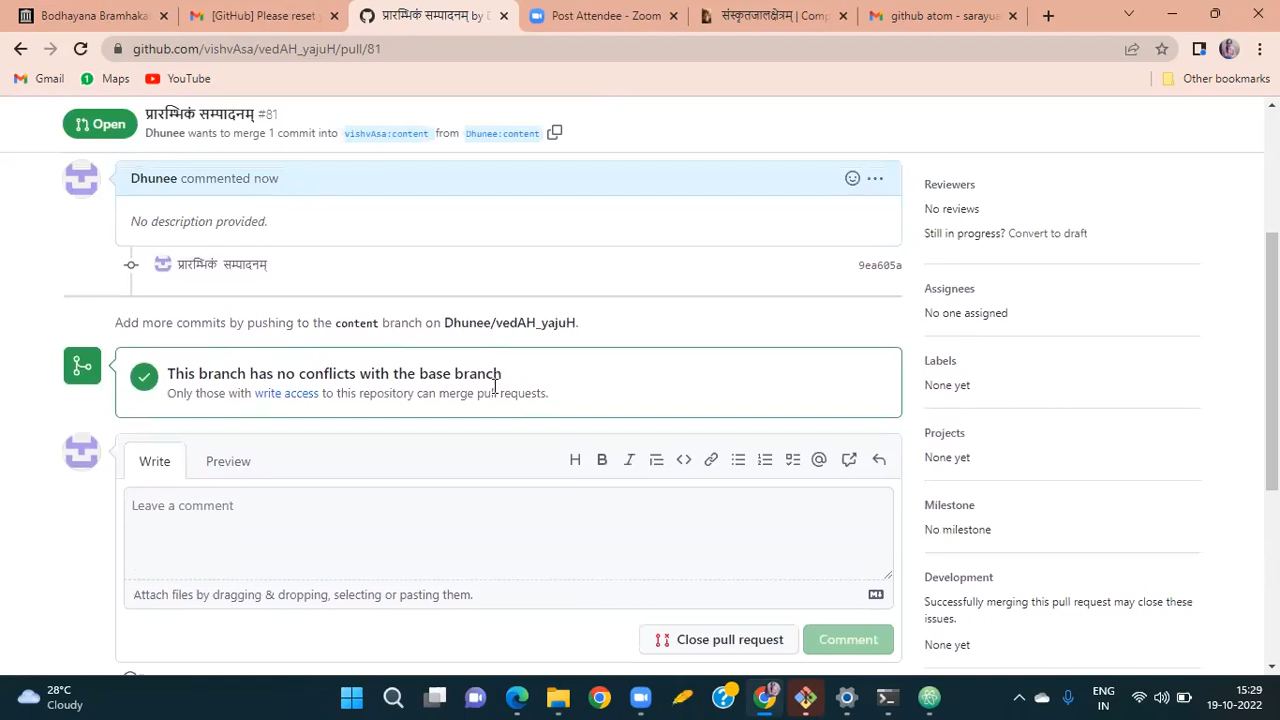 Bodhayana Bramhaka
[GitHub] Please reset
प्रारम्भिकं सम्पादनम् by D
Post Attendee - Zoom
संस्कृतजालक्षेत्रम् | Comp
github atom - sarayua
github.com/vishvAsa/vedAH_yajuH/pull/81
Gmail
Maps
YouTube
Other bookmarks
Open
प्रारम्भिकं सम्पादनम् #81
Dhunee wants to merge 1 commit into vishvAsa:content from Dhunee:content
Dhunee commented now
No description provided.
प्रारम्भिकं सम्पादनम्
9ea605a
Add more commits by pushing to the content branch on Dhunee/vedAH_yajuH.
This branch has no conflicts with the base branch
Only those with write access to this repository can merge pull requests.
Write
Preview
Leave a comment
Attach files by dragging & dropping, selecting or pasting them.
Close pull request
Comment
Reviewers
No reviews
Still in progress? Convert to draft
Assignees
No one assigned
Labels
None yet
Projects
None yet
Milestone
No milestone
Development
Successfully merging this pull request may close these
issues.
None yet
28°C
Cloudy
ENG
IN
15:29
19-10-2022